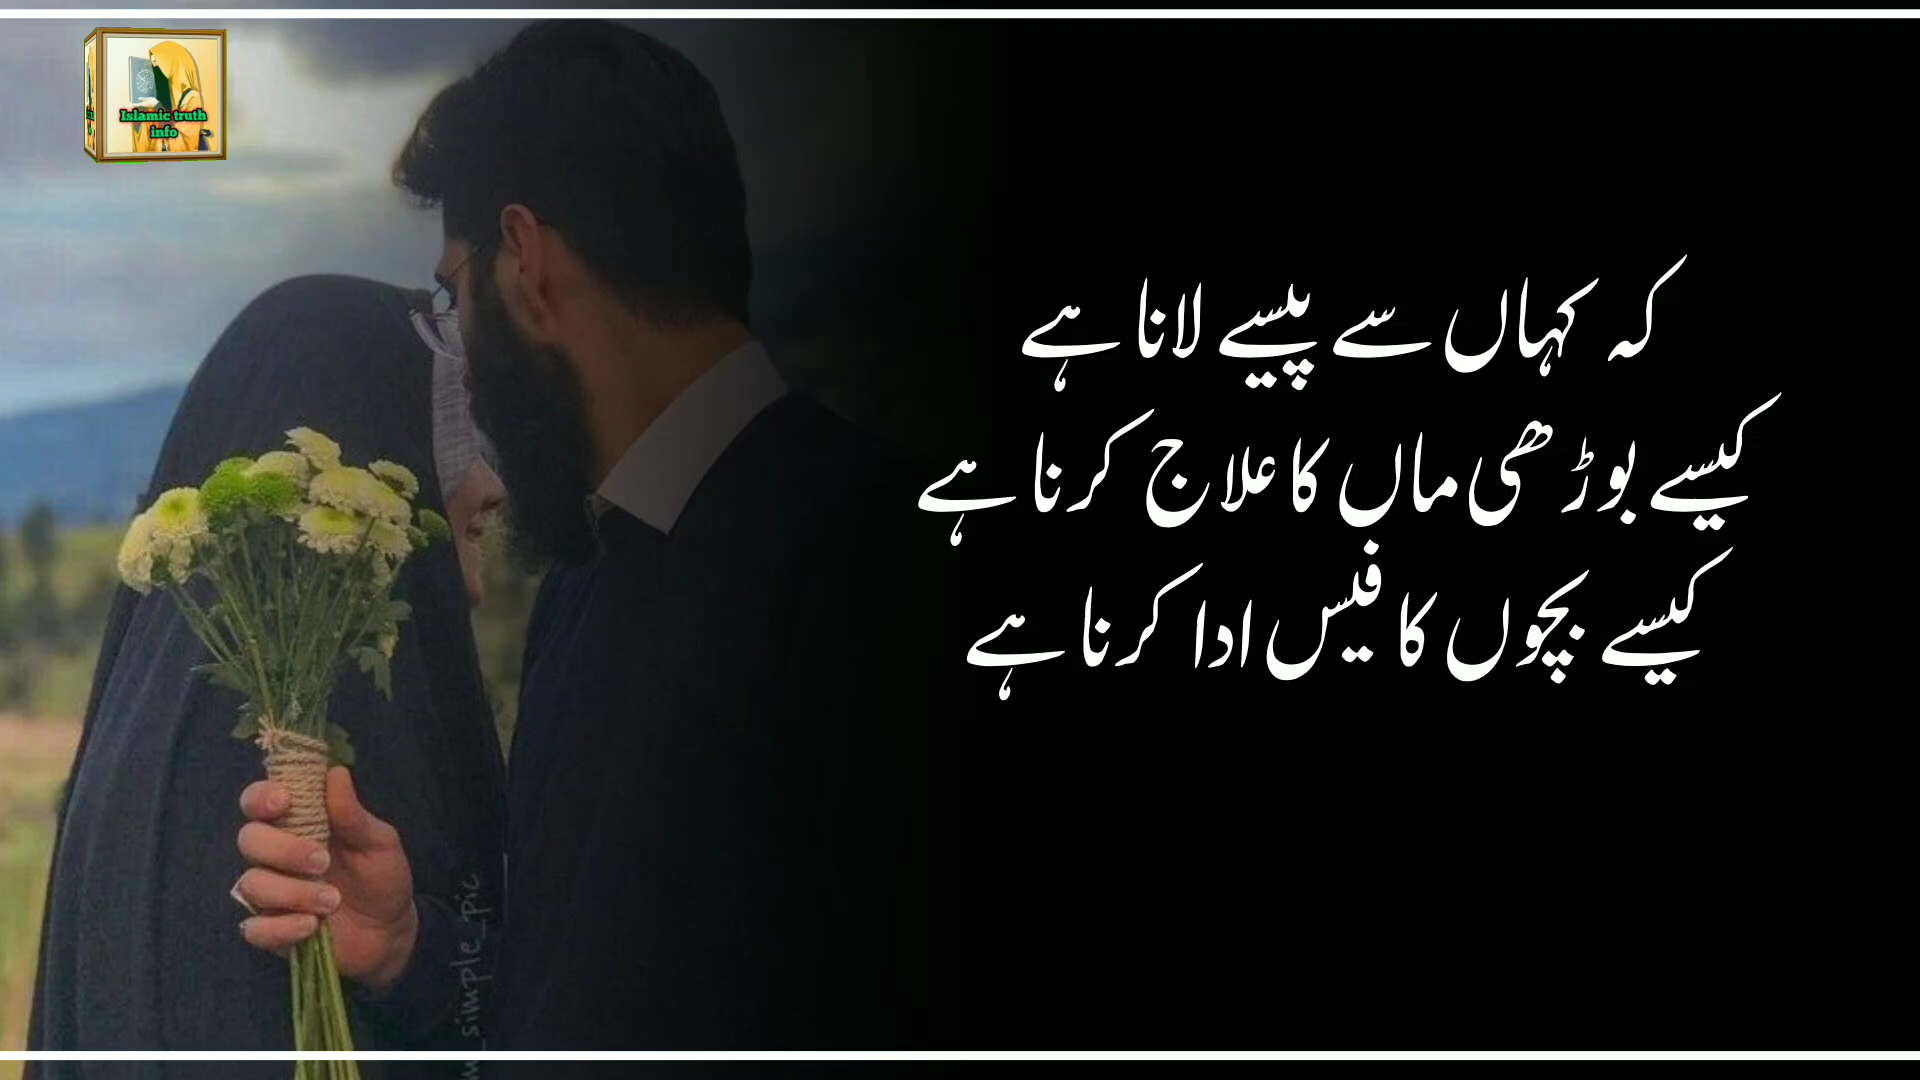 Islamic truth
info
کہ کہاں سے پیسے لانا ہے
کیسے بوڑھی ماں کا علاج کرنا ہے
کیسے بچوں کا فیس ادا کرنا ہے
m_simple_pic